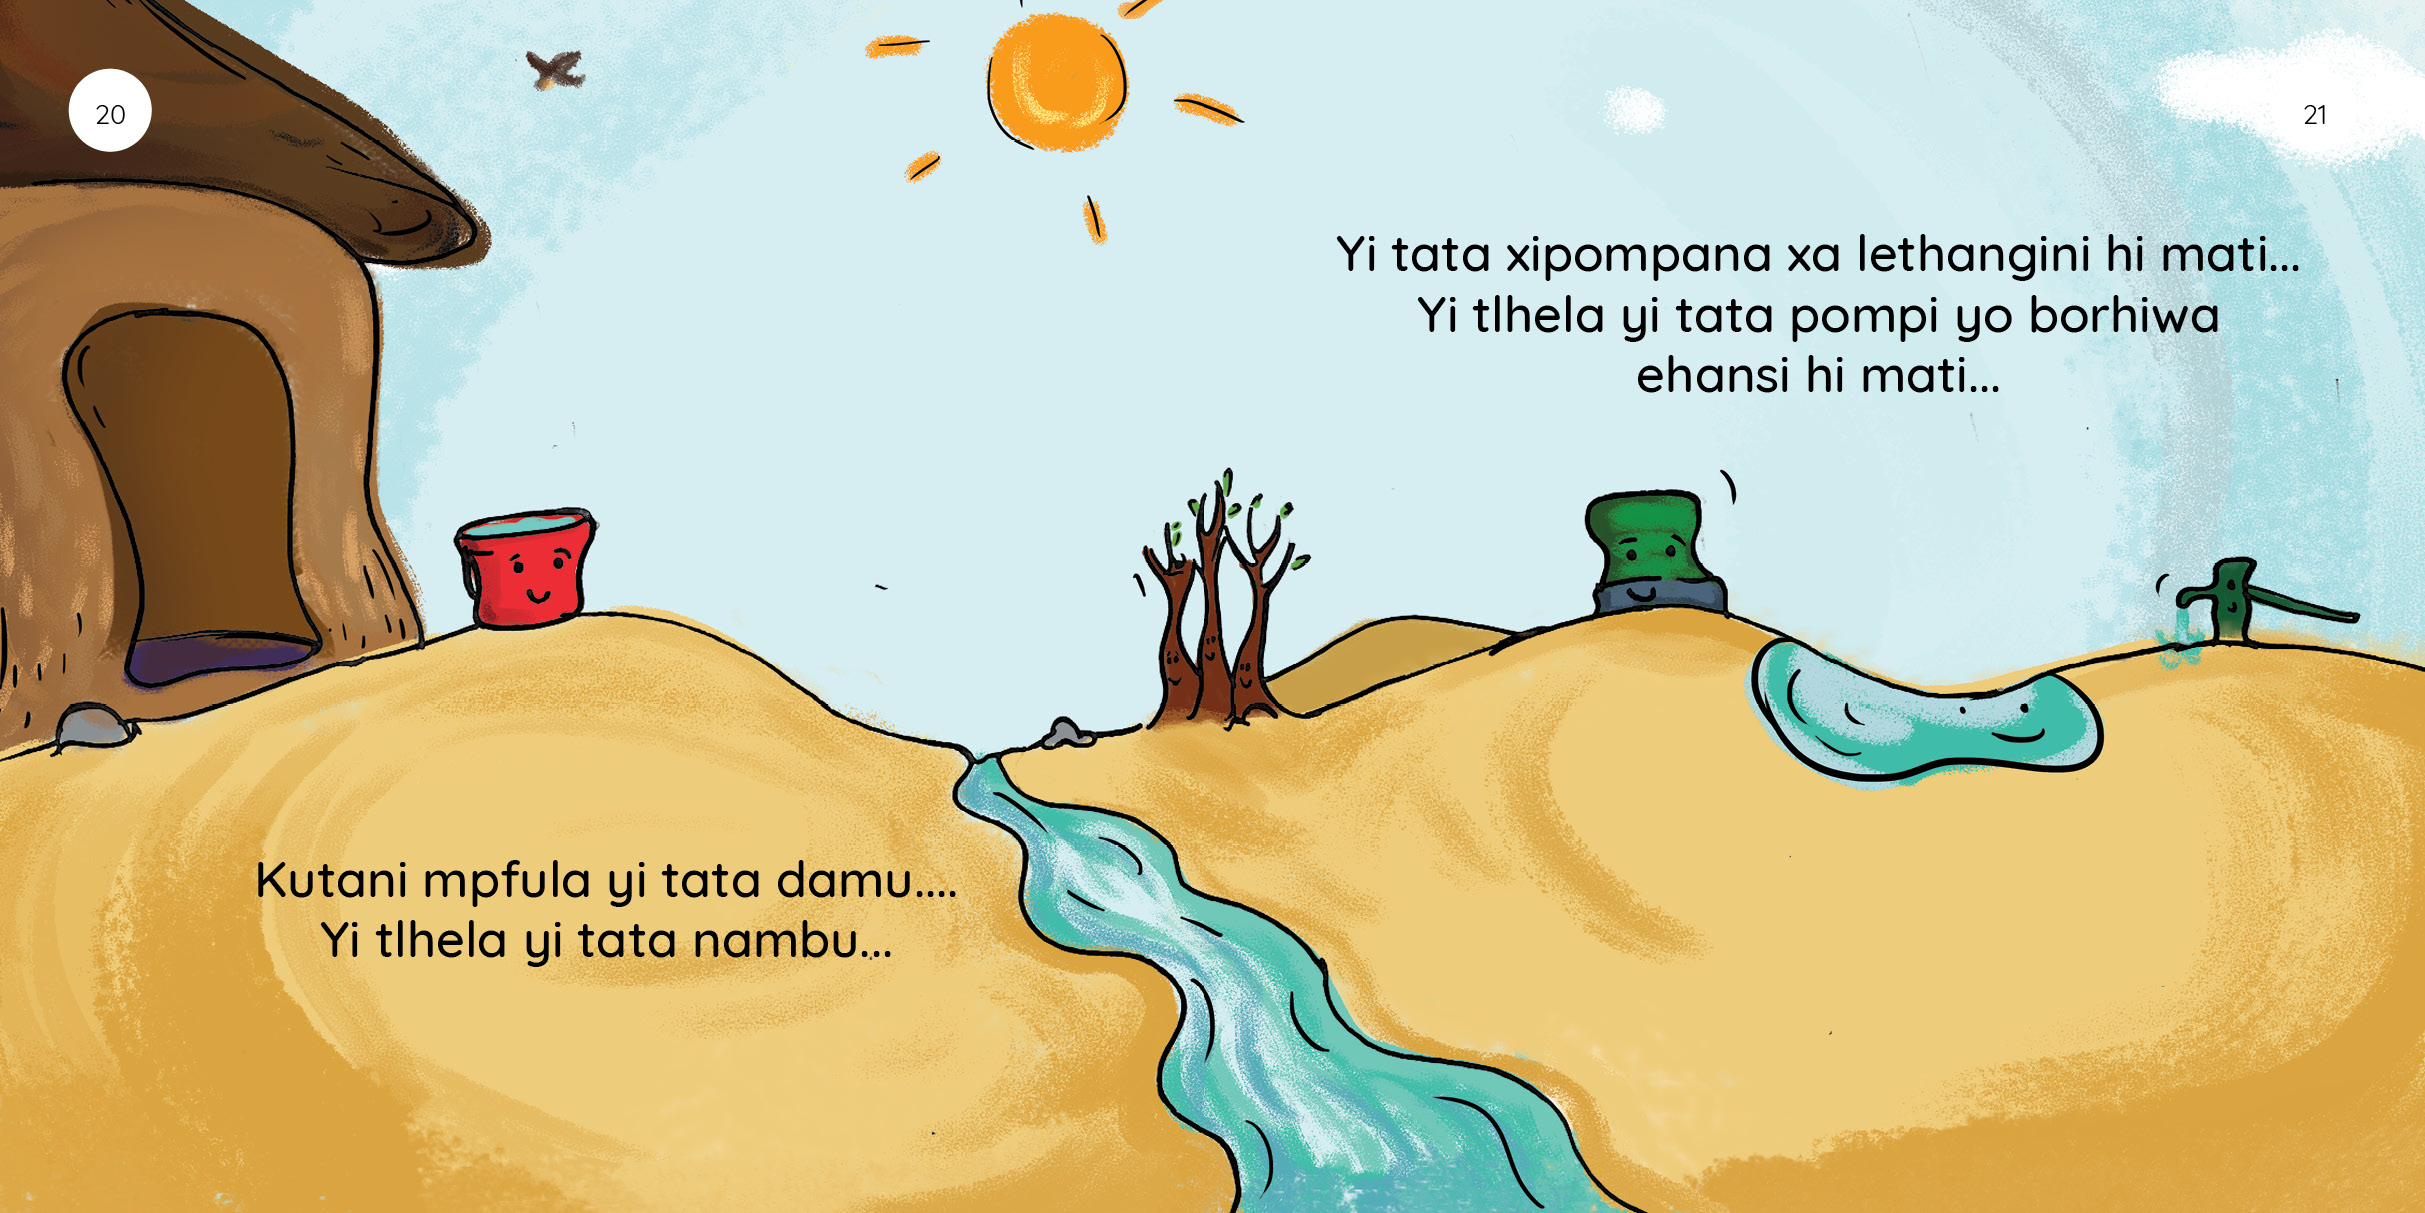 20
Kutani mpfula yi tata damu....
Yi tlhela yi tata nambu...
21
Yi tata xipompana xa lethangini hi mati...
Yi tlhela yi tata pompi yo borhiwa
ehansi hi mati...